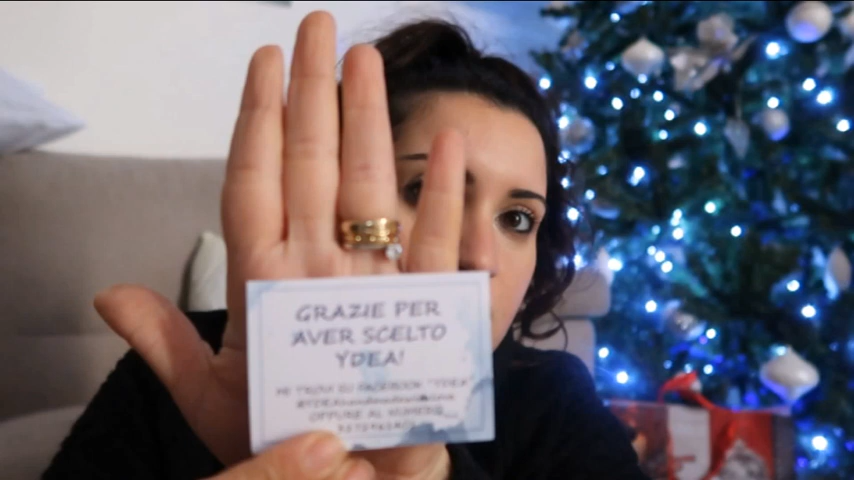 GRAZIE PER
AVER SCELTO
YDEA!
MI TROVI SU FACEBOOK "YDEA"
OPPURE AL NUMERO